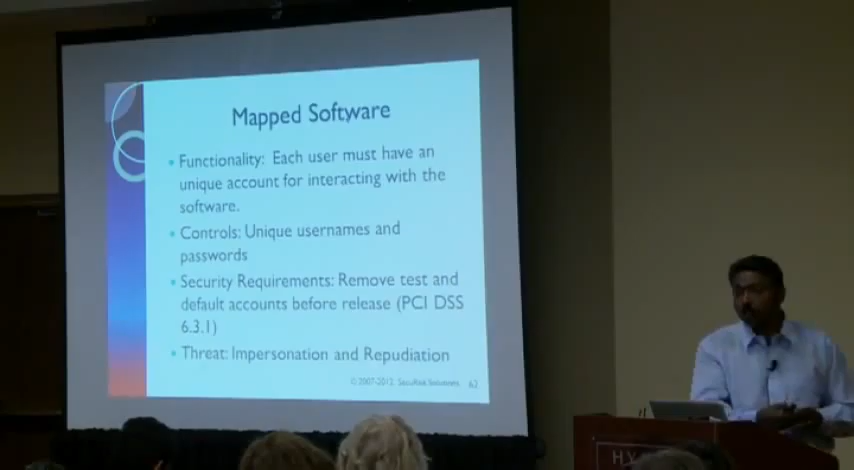 Mapped Software
• Functionality: Each user must have an
unique account for interacting with the
software.
• Controls: Unique usernames and
passwords
• Security Requirements: Remove test and
default accounts before release (PCI DSS
6.3.1)
• Threat: Impersonation and Repudiation
© 2007-2012, SecuRisk Solutions 62